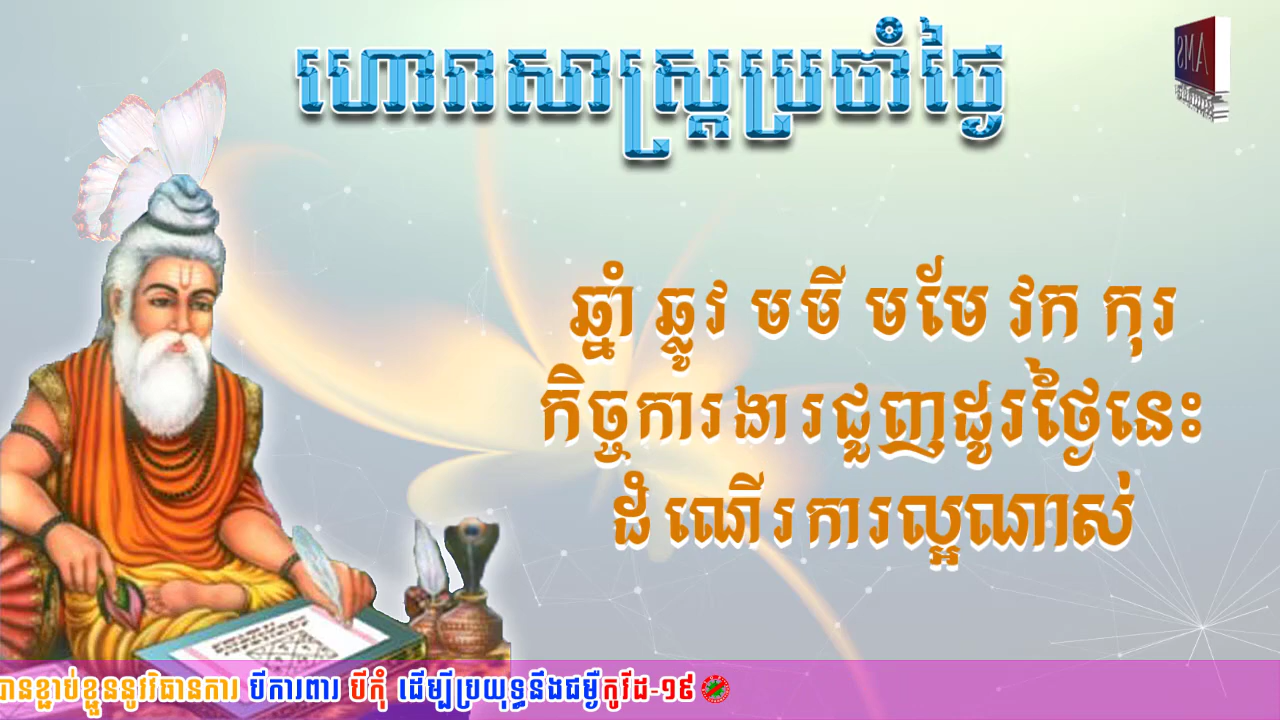 ហោរាសាស្ត្រប្រចាំថ្ងៃ
AMS
ឆ្នាំ ឆ្លូវ មមី មមែ វក កុរ
កិច្ចការងារជួញដូរថ្ងៃនេះ
ដំណើរការល្អណាស់
បានខ្ជាប់ខ្ជួននូវវិធានការ បីការពារ បីកុំ ដើម្បីប្រយុទ្ធនឹងជម្ងឺកូវីដ-១៩